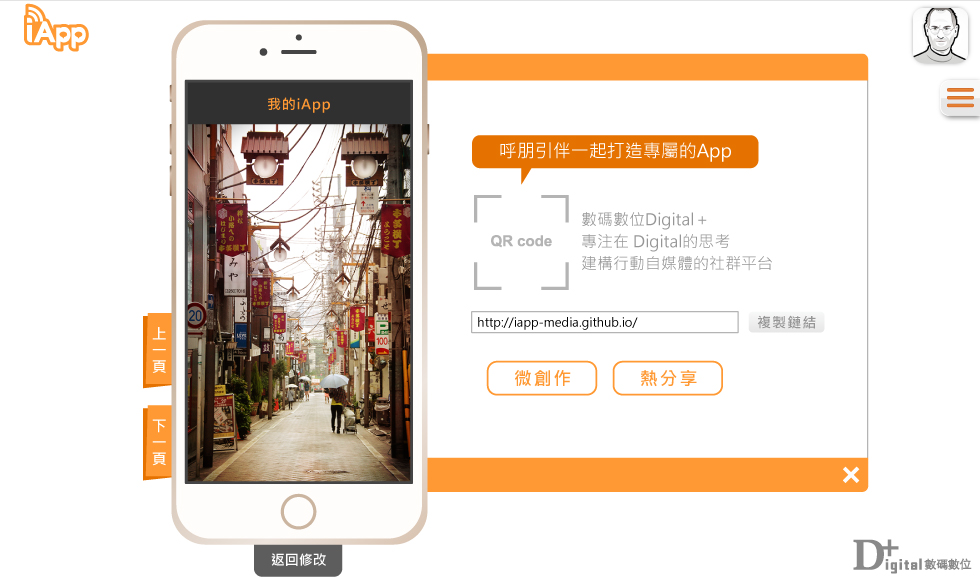 iApp
我的iApp
20
P
100
上一頁
下一頁
返回修改
呼朋引伴一起打造專屬的App
QR code
數碼數位Digital +
專注在 Digital的思考
建構行動自媒體的社群平台
http://iapp-media.github.io/
複製鏈結
微創作
熱分享
D+igital 數碼數位